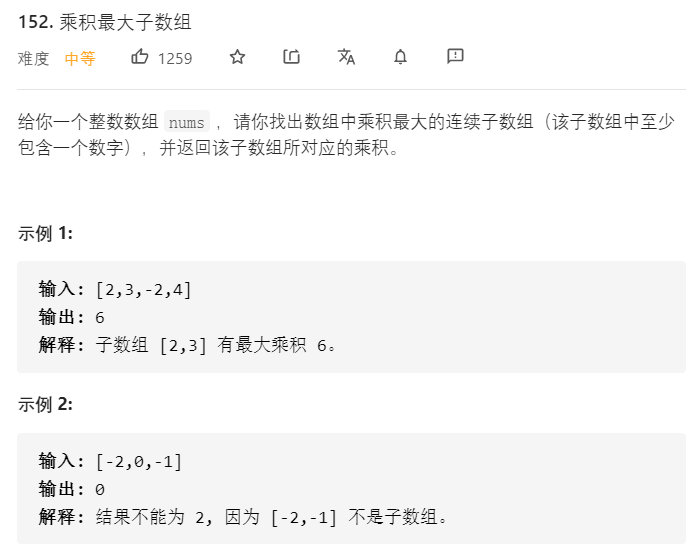 152. 乘积最大子数组
难度 中等 1259
给你一个整数数组 nums ，请你找出数组中乘积最大的连续子数组（该子数组中至少
包含一个数字），并返回该子数组所对应的乘积。
示例 1:
输入: [2,3,-2,4]
输出: 6
解释: 子数组 [2,3] 有最大乘积 6。
示例 2:
输入: [-2,0,-1]
输出: 0
解释: 结果不能为 2, 因为 [-2,-1] 不是子数组。